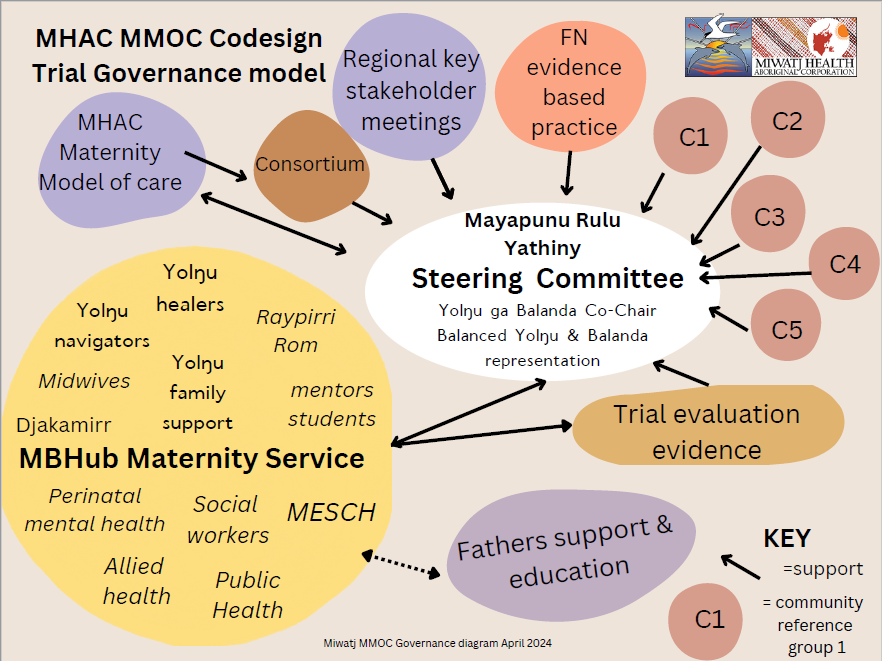 MHAC MMOC Codesign
Trial Governance model
Regional key
stakeholder
meetings
FN
evidence
based
practice
MIWATJ HEALTH
ABORIGINAL CORPORATION
MHAC
Maternity
Model of care
Consortium
C1
C2
C3
C4
C5
Mayapunu Rulu
Yathiny
Steering Committee
Yolŋu ga Balanda Co-Chair
Balanced Yolŋu & Balanda
representation
Yolŋu
healers
Yolŋu
navigators
Raypirri
Rom
Yolŋu
family
support
Midwives
mentors
students
Djakamirr
MBHub Maternity Service
Perinatal
mental health
Social
workers
MESCH
Allied
health
Public
Health
Trial evaluation
evidence
Fathers support &
education
KEY
=support
C1
= community
reference
group 1
Miwatj MMOC Governance diagram April 2024